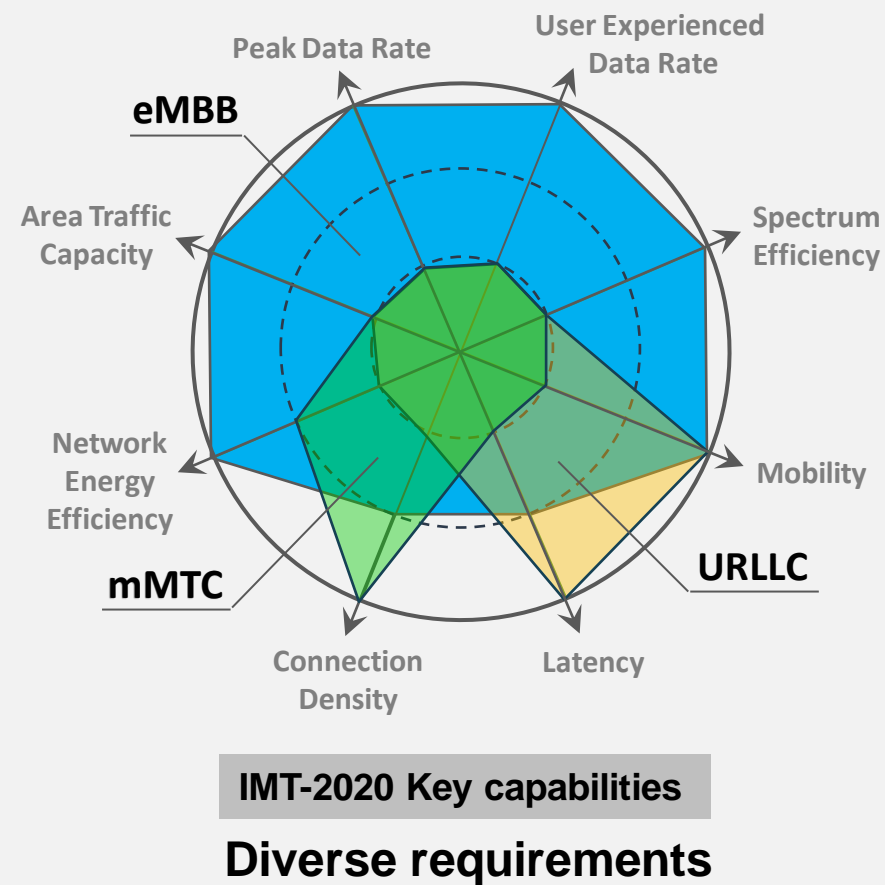 Peak Data Rate
User Experienced
Data Rate
eMBB
Area Traffic
Capacity
Spectrum
Efficiency
Network
Energy
Efficiency
Mobility
mMTC
URLLC
Connection
Density
Latency
IMT-2020 Key capabilities
Diverse requirements